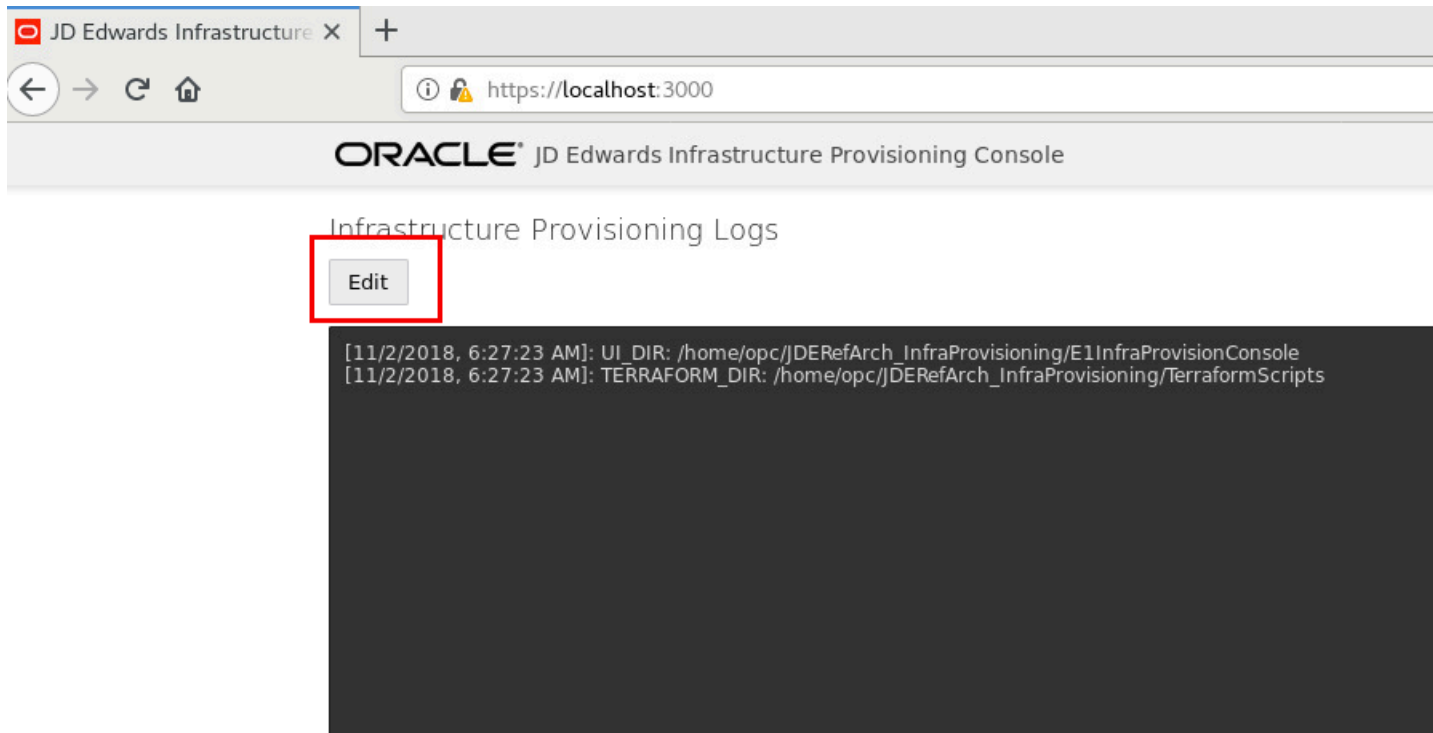 JD Edwards Infrastructure
https://localhost:3000
ORACLE® JD Edwards Infrastructure Provisioning Console
Infrastructure Provisioning Logs
Edit
[11/2/2018, 6:27:23 AM]: UI_DIR: /home/opc/JDERefArch_InfraProvisioning/E1InfraProvisionConsole
[11/2/2018, 6:27:23 AM]: TERRAFORM_DIR: /home/opc/JDERefArch_InfraProvisioning/TerraformScripts